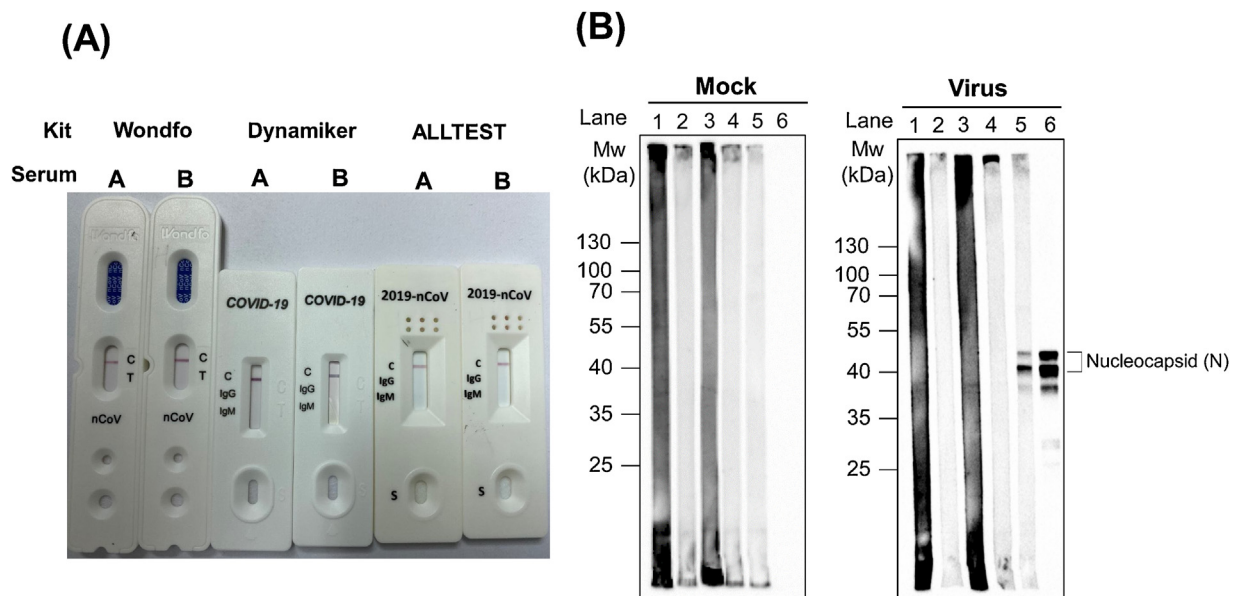 (A)
Kit Wondfo Dynamiker ALLTEST
Serum A B A B A B
Wondfo Wondfo
nCoV nCoV
COVID-19 COVID-19 2019-nCoV 2019-nCoV
C C C C C C
T T IgG IgG IgG IgG
IgM IgM IgM IgM
C T C T
nCoV nCoV
S S S S
(B)
Mock
Lane 1 2 3 4 5 6
Mw
(kDa)
130
100
70
55
40
35
25
Virus
Lane 1 2 3 4 5 6
Mw
(kDa)
130
100
70
55
40
35
25
Nucleocapsid (N)